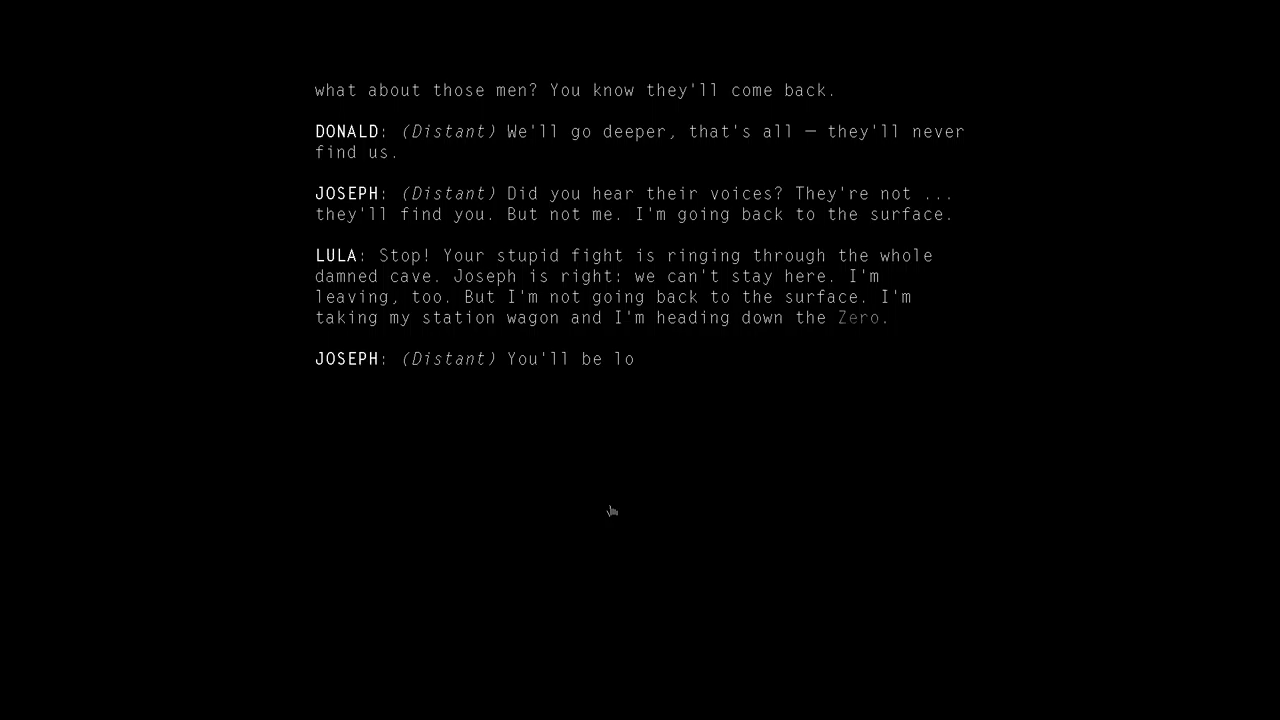 what about those men? You know they'll come back.
DONALD: (Distant) We'll go deeper, that's all — they'll never
find us.
JOSEPH: (Distant) Did you hear their voices? They're not ...
they'll find you. But not me. I'm going back to the surface.
LULA: Stop! Your stupid fight is ringing through the whole
damned cave. Joseph is right: we can't stay here. I'm
leaving, too. But I'm not going back to the surface. I'm
taking my station wagon and I'm heading down the Zero.
JOSEPH: (Distant) You'll be lo